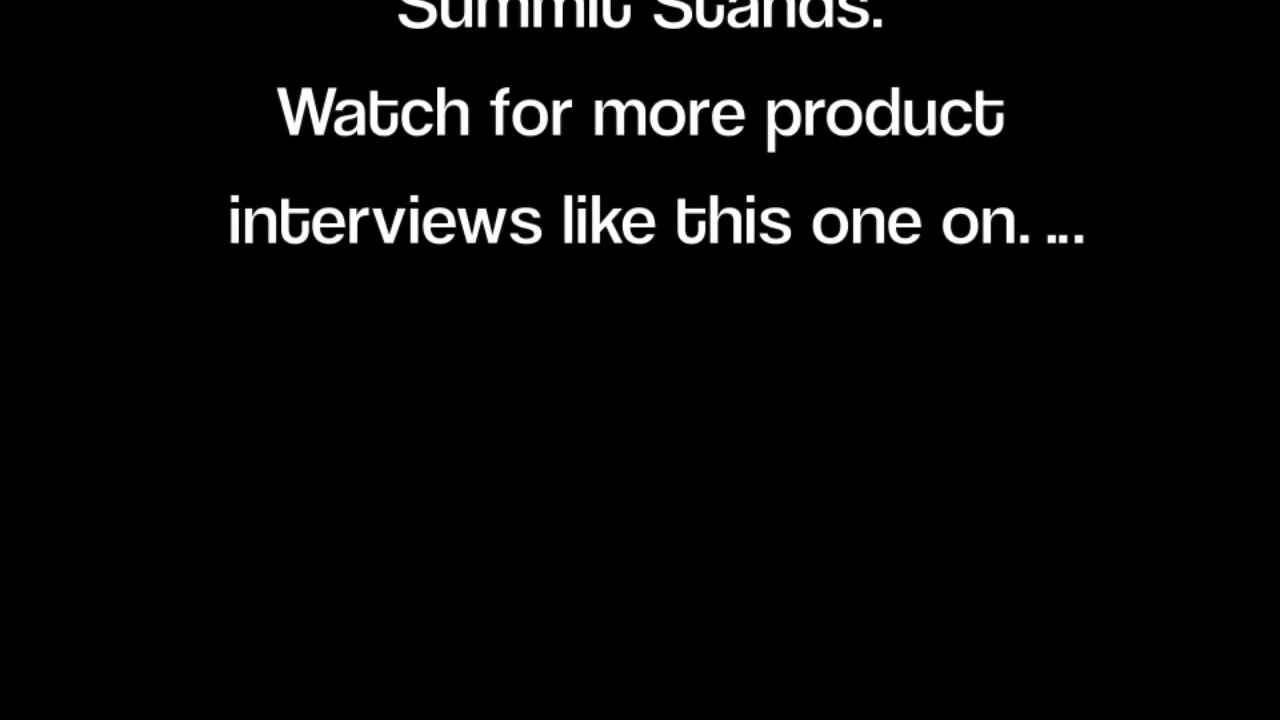 Summit Stands.
Watch for more product
interviews like this one on. ...